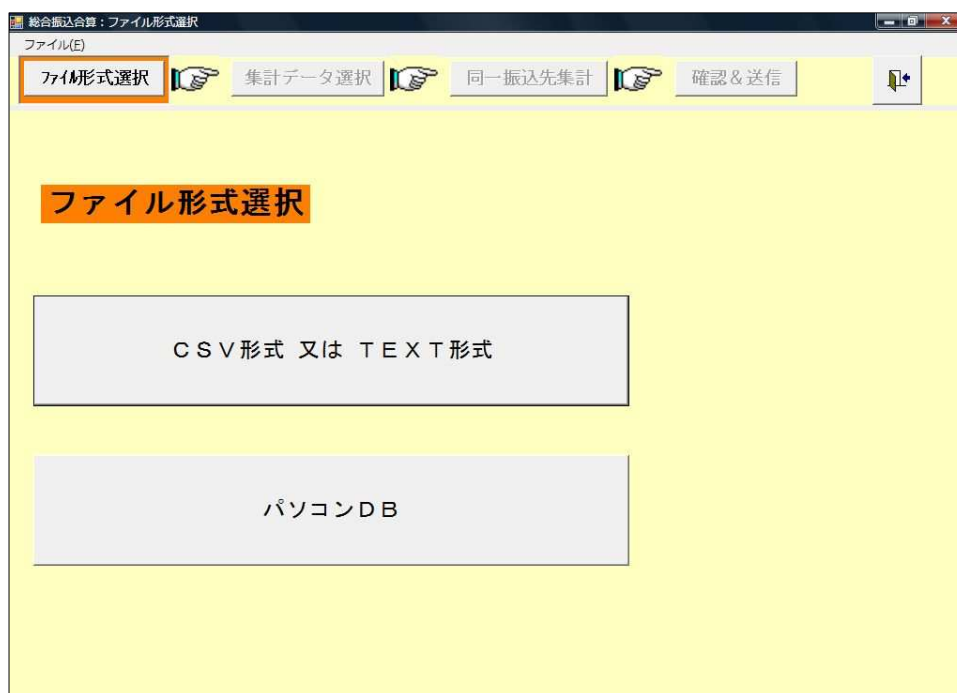 総合振込合算：ファイル形式選択
ファイル(F)
ﾌｧｲﾙ形式選択 集計データ選択 同一振込先集計 確認＆送信
ファイル形式選択
ＣＳＶ形式 又は ＴＥＸＴ形式
パソコンＤＢ